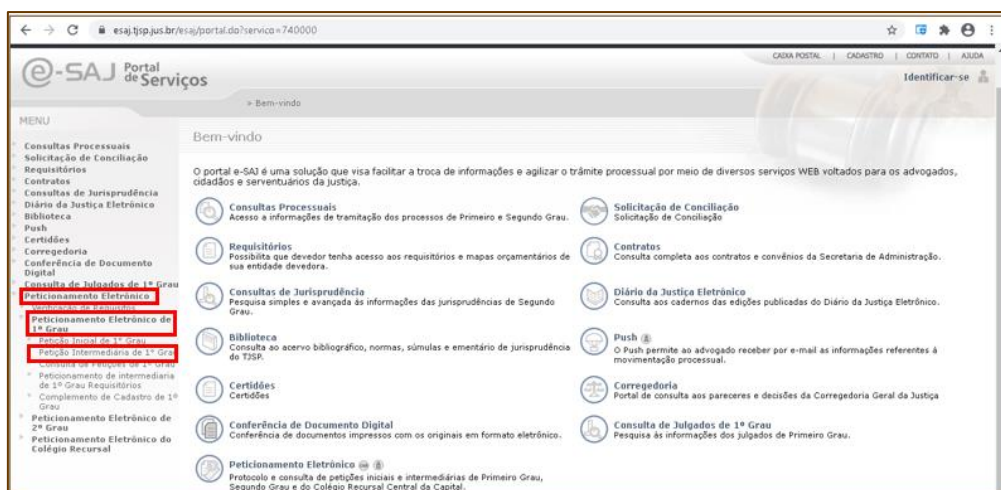 esaj.tjsp.jus.br/esaj/portal.do?servico=740000
CAIXA POSTAL | CADASTRO | CONTATO | AJUDA
e-SAJ Portal de Serviços
Identificar-se
» Bem-vindo
MENU
Consultas Processuais
Solicitação de Conciliação
Requisitórios
Contratos
Consultas de Jurisprudência
Diário da Justiça Eletrônico
Biblioteca
Push
Certidões
Corregedoria
Conferência de Documento
Digital
Consulta de Julgados de 1º Grau
Peticionamento Eletrônico
Verificação de Requisitos
Peticionamento Eletrônico de
1º Grau
Petição Inicial de 1º Grau
Petição Intermediária de 1º Grau
Consulta de Petições de 1º Grau
Peticionamento de intermediaria
de 1º Grau Requisitórios
Complemento de Cadastro de 1º
Grau
Peticionamento Eletrônico de
2º Grau
Peticionamento Eletrônico do
Colégio Recursal
Bem-vindo
O portal e-SAJ é uma solução que visa facilitar a troca de informações e agilizar o trâmite processual por meio de diversos serviços WEB voltados para os advogados,
cidadãos e serventuários da justiça.
Consultas Processuais
Acesso a informações de tramitação dos processos de Primeiro e Segundo Grau.
Solicitação de Conciliação
Solicitação de Conciliação
Requisitórios
Possibilita que devedor tenha acesso aos requisitórios e mapas orçamentários de
sua entidade devedora.
Contratos
Consulta completa aos contratos e convênios da Secretaria de Administração.
Consultas de Jurisprudência
Pesquisa simples e avançada às informações das jurisprudências de Segundo
Grau.
Diário da Justiça Eletrônico
Consulta aos cadernos das edições publicadas do Diário da Justiça Eletrônico.
Biblioteca
Consulta ao acervo bibliográfico, normas, súmulas e ementário de jurisprudência
do TJSP.
Push
O Push permite ao advogado receber por e-mail as informações referentes à
movimentação processual.
Certidões
Certidões
Corregedoria
Portal de consulta aos pareceres e decisões da Corregedoria Geral da Justiça
Conferência de Documento Digital
Conferência de documentos impressos com os originais em formato eletrônico.
Consulta de Julgados de 1º Grau
Pesquisa às informações dos julgados de Primeiro Grau.
Peticionamento Eletrônico
Protocolo e consulta de petições iniciais e intermediárias de Primeiro Grau,
Segundo Grau e do Colégio Recursal Central da Capital.